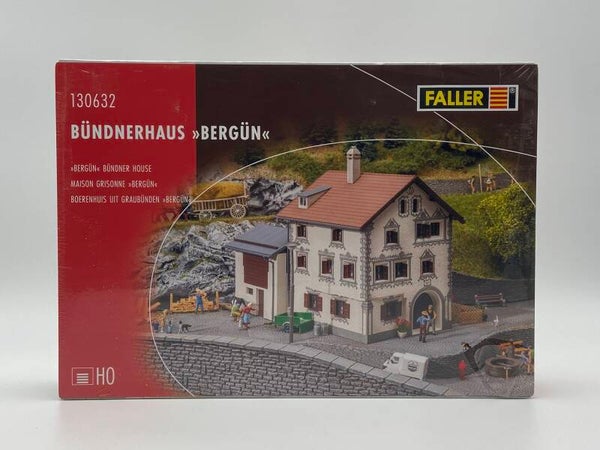 130632
BÜNDNERHAUS »BERGÜN«
»BERGÜN« BÜNDNER HOUSE
MAISON GRISONNE »BERGÜN«
BOERENHUIS UIT GRAUBÜNDEN »BERGÜN«
FALLER
H0